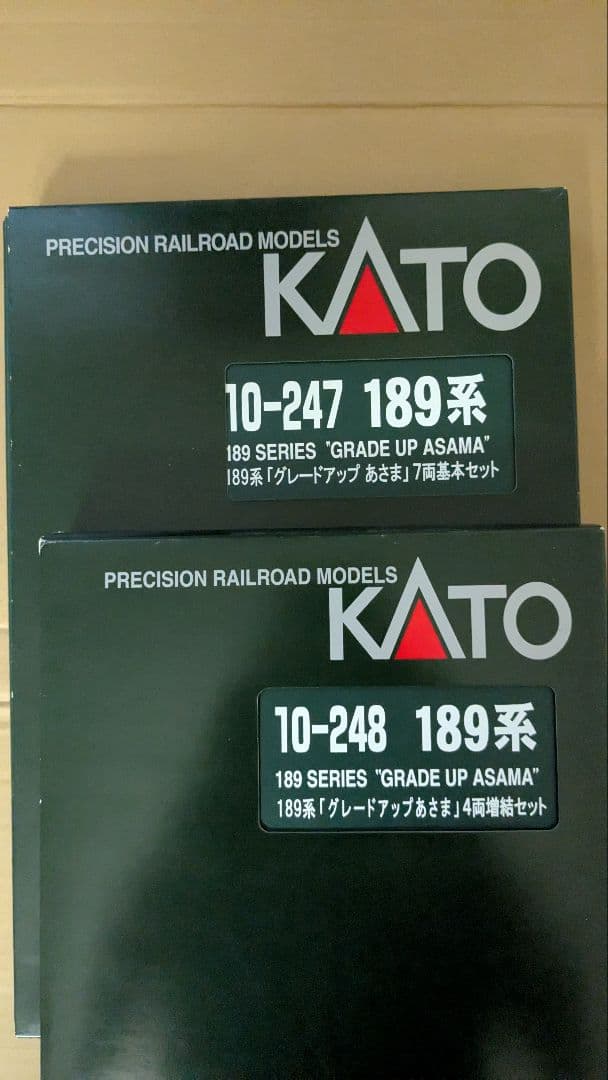 PRECISION RAILROAD MODELS
KATO
10-247 189系
189 SERIES "GRADE UP ASAMA"
189系「グレードアップ あさま」7両基本セット
PRECISION RAILROAD MODELS
KATO
10-248 189系
189 SERIES "GRADE UP ASAMA"
189系「グレードアップあさま」4両増結セット